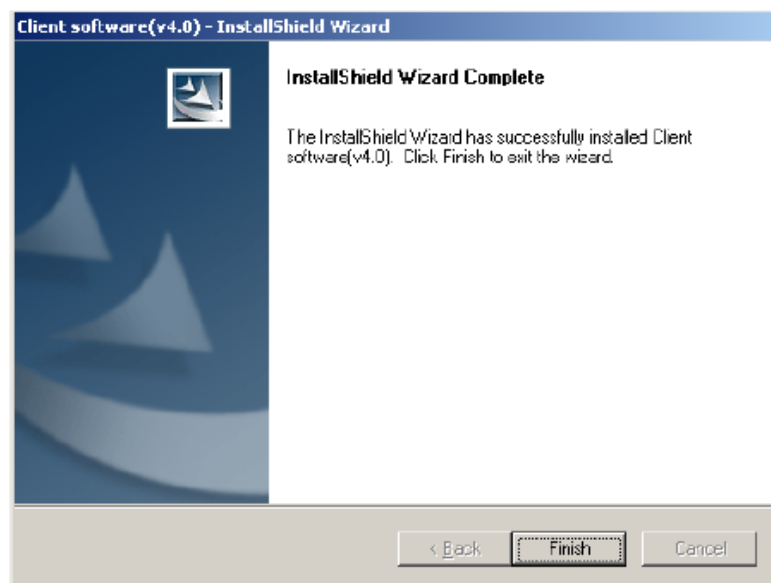 Client software(v4.0) - InstallShield Wizard
InstallShield Wizard Complete
The InstallShield Wizard has successfully installed Client
software(v4.0). Click Finish to exit the wizard.
< Back
Finish
Cancel